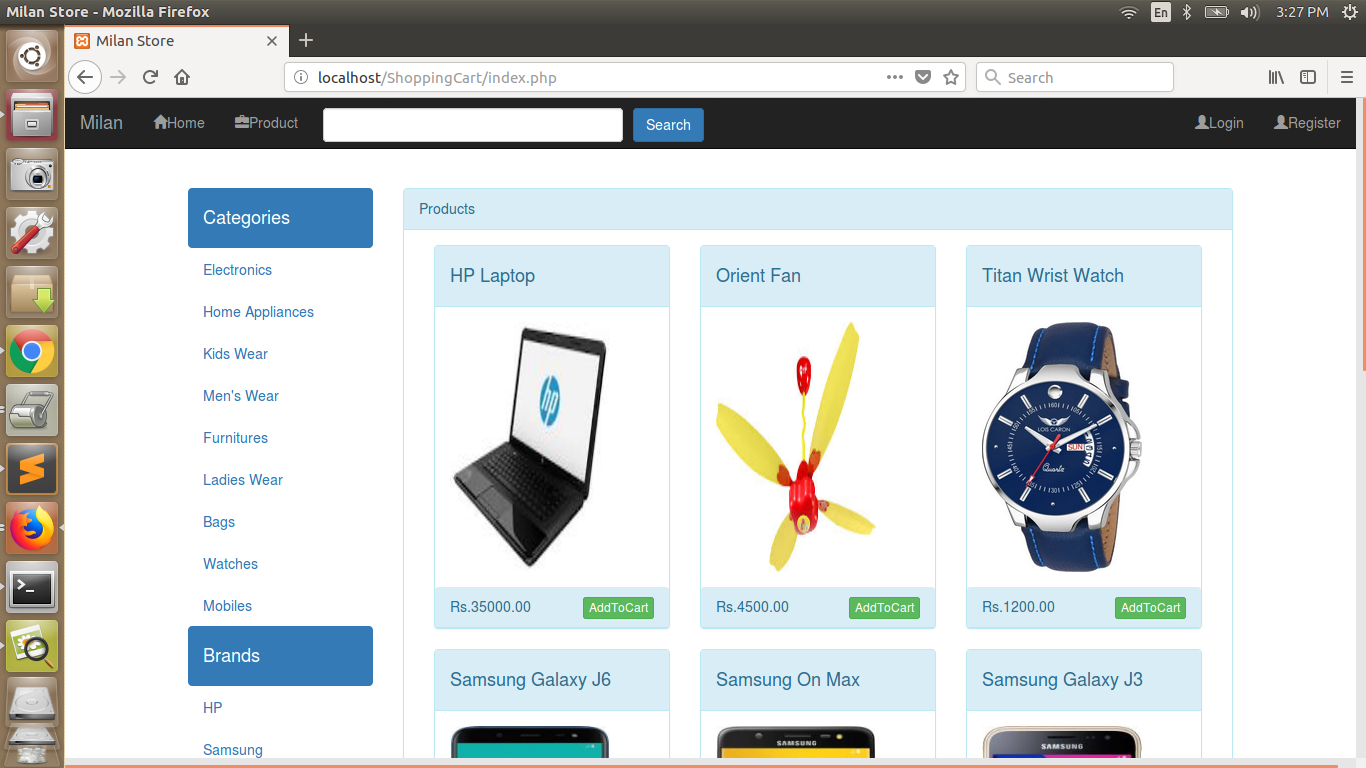 Milan Store - Mozilla Firefox
En
3:27 PM
Milan Store
localhost/ShoppingCart/index.php
Search
Milan
Home
Product
Search
Login
Register
Categories
Electronics
Home Appliances
Kids Wear
Men's Wear
Furnitures
Ladies Wear
Bags
Watches
Mobiles
Brands
HP
Samsung
Products
HP Laptop
Orient Fan
Titan Wrist Watch
hp
LOIS CARON
SUN
Quartz
Rs.35000.00
AddToCart
Rs.4500.00
AddToCart
Rs.1200.00
AddToCart
Samsung Galaxy J6
Samsung On Max
Samsung Galaxy J3
SAMSUNG
SAMSUNG